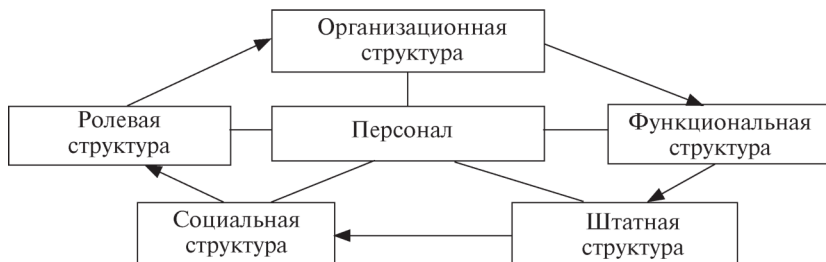 Организационная
структура
Ролевая
структура
Персонал
Функциональная
структура
Социальная
структура
Штатная
структура